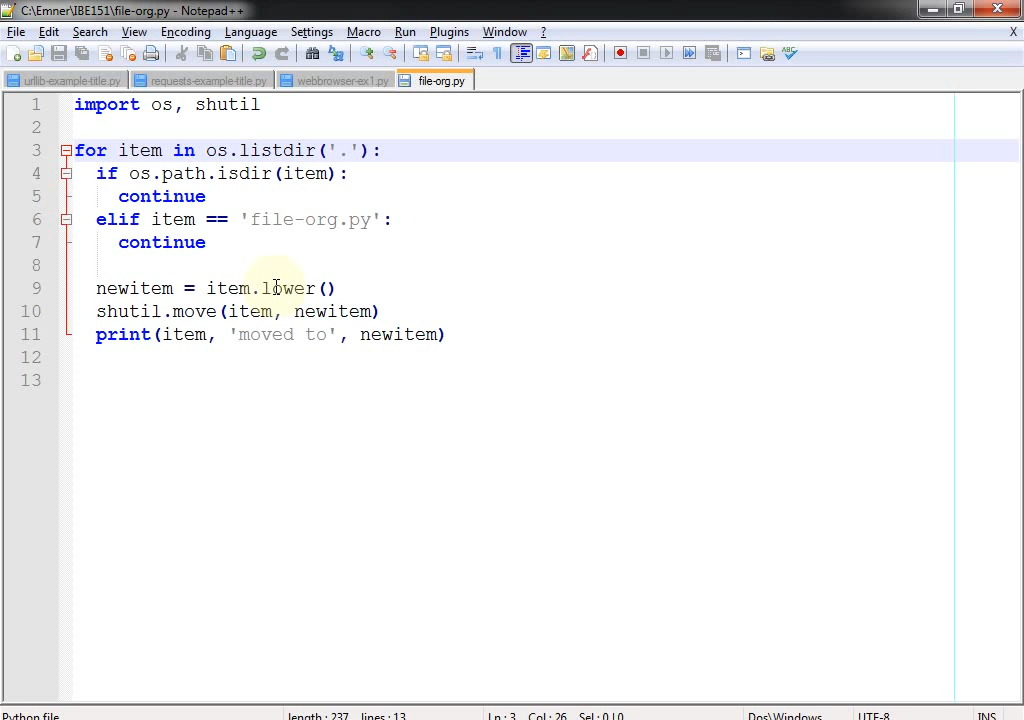 C:\Emner\IBE151\file-org.py - Notepad++
File Edit Search View Encoding Language Settings Macro Run Plugins Window ? X
urllib-example-title.py requests-example-title.py webbrowser-ex1.py file-org.py
1 import os, shutil
2
3 for item in os.listdir('.'):
4 if os.path.isdir(item):
5 continue
6 elif item == 'file-org.py':
7 continue
8
9 newitem = item.lower()
10 shutil.move(item, newitem)
11 print(item, 'moved to', newitem)
12
13
Python file length : 237 lines : 13 Ln : 3 Col : 26 Sel : 0 | 0 Dos\Windows UTF-8 INS